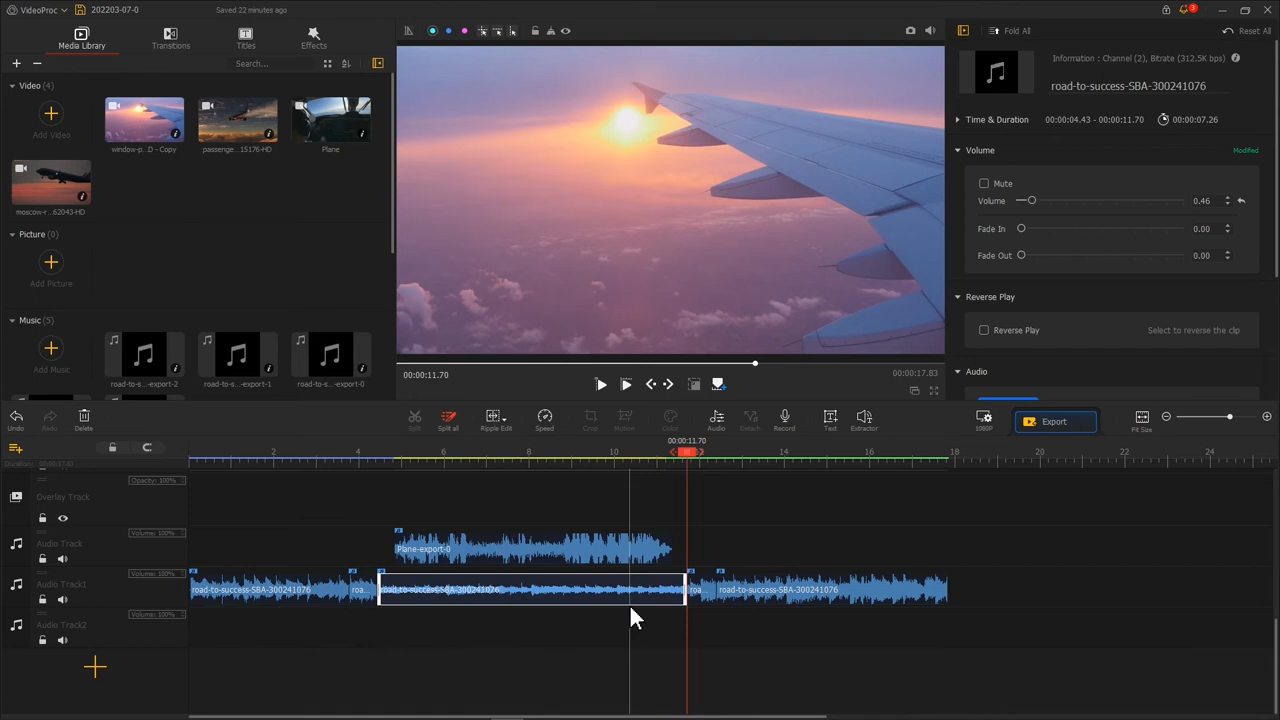 VideoProc 202203-07-0 Saved 22 minutes ago 3
Media Library Transitions Titles Effects
Search...
Video (4)
Add Video
window-p...D - Copy passenge...15176-HD Plane
moscow-r...62043-HD
Picture (0)
Add Picture
Music (5)
Add Music
road-to-s...-export-2 road-to-s...-export-1 road-to-s...-export-0
00:00:11.70 00:00:17.83
Fold All Reset All
Information : Channel (2), Bitrate (312.5K bps)
road-to-success-SBA-300241076
Time & Duration 00:00:04.43 - 00:00:11.70 00:00:07.26
Volume Modified
Mute
Volume 0.46
Fade In 0.00
Fade Out 0.00
Reverse Play
Reverse Play Select to reverse the clip
Audio
Undo Redo Delete Split Split all Ripple Edit Speed Crop Motion Color Audio Detach Record Text Extractor 1080P Export Fit Size
00:00:11.70
2 4 6 8 10 14 16 18 20 22 24
Opacity: 100%
Overlay Track
Volume: 100%
Audio Track Plane-export-0
Volume: 100%
Audio Track1 road-to-success-SBA-300241076 roa... road-to-success-SBA-300241076 roa... road-to-success-SBA-300241076
Volume: 100%
Audio Track2